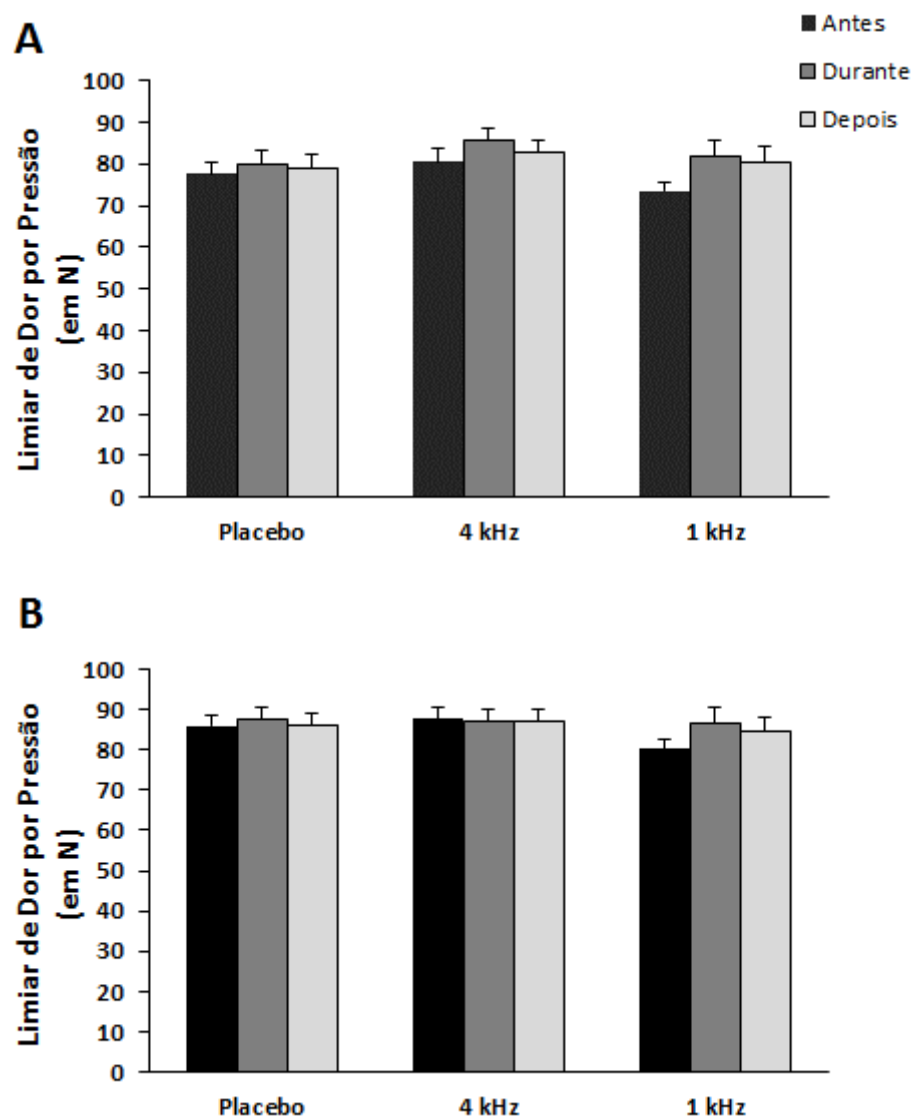 A
Antes
Durante
Depois
Limiar de Dor por Pressão
(em N)
100
90
80
70
60
50
40
30
20
10
0
Placebo 4 kHz 1 kHz
B
Limiar de Dor por Pressão
(em N)
100
90
80
70
60
50
40
30
20
10
0
Placebo 4 kHz 1 kHz